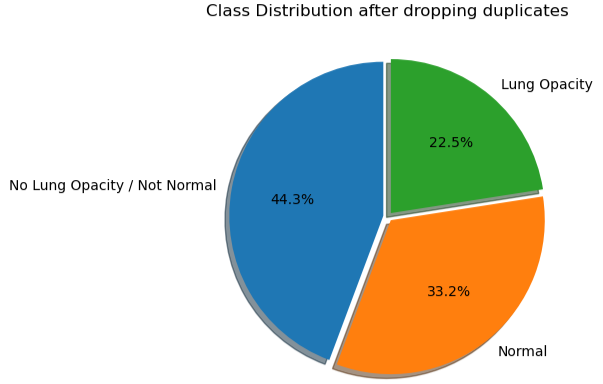 Class Distribution after dropping duplicates
Lung Opacity
22.5%
No Lung Opacity / Not Normal
44.3%
33.2%
Normal